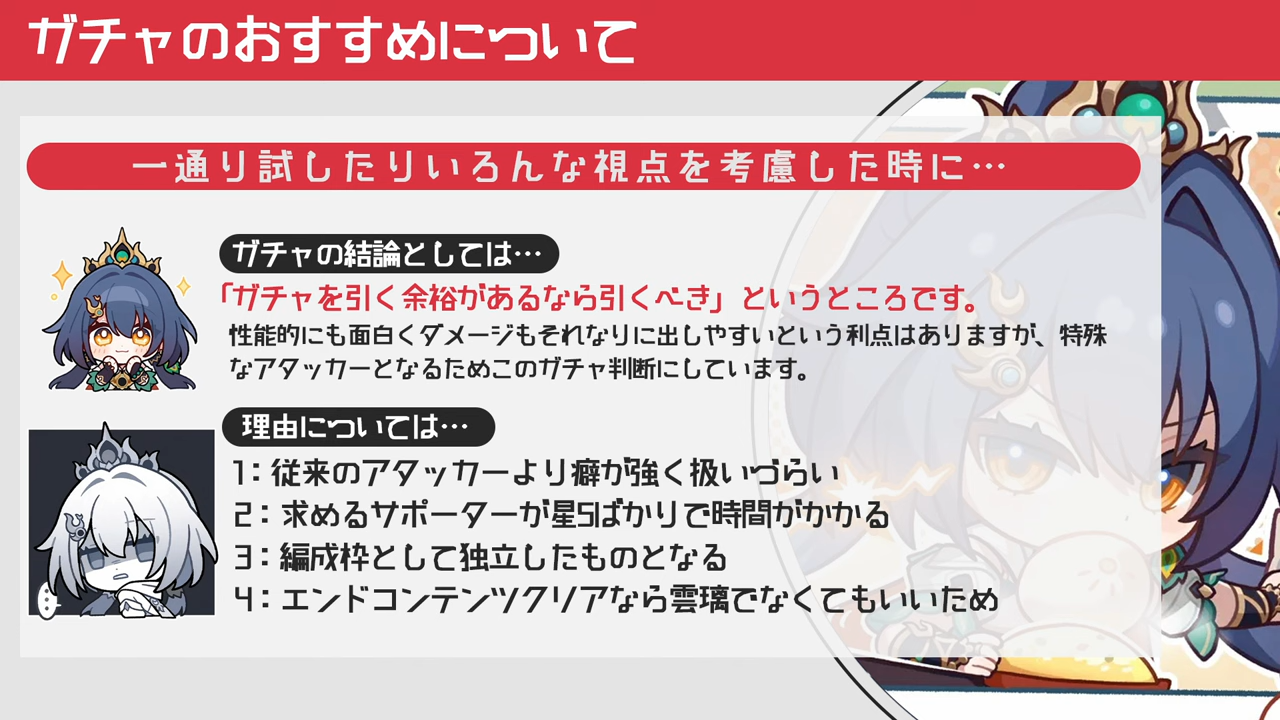 ガチャのおすすめについて
一通り試したりいろんな視点を考慮した時に…
ガチャの結論としては…
「ガチャを引く余裕があるなら引くべき」というところです。
性能的にも面白くダメージもそれなりに出しやすいという利点はありますが、特殊
なアタッカーとなるためこのガチャ判断にしています。
理由については…
1：従来のアタッカーより癖が強く扱いづらい
2：求めるサポーターが星5ばかりで時間がかかる
3：編成枠として独立したものとなる
4：エンドコンテンツクリアなら雲璃でなくてもいいため